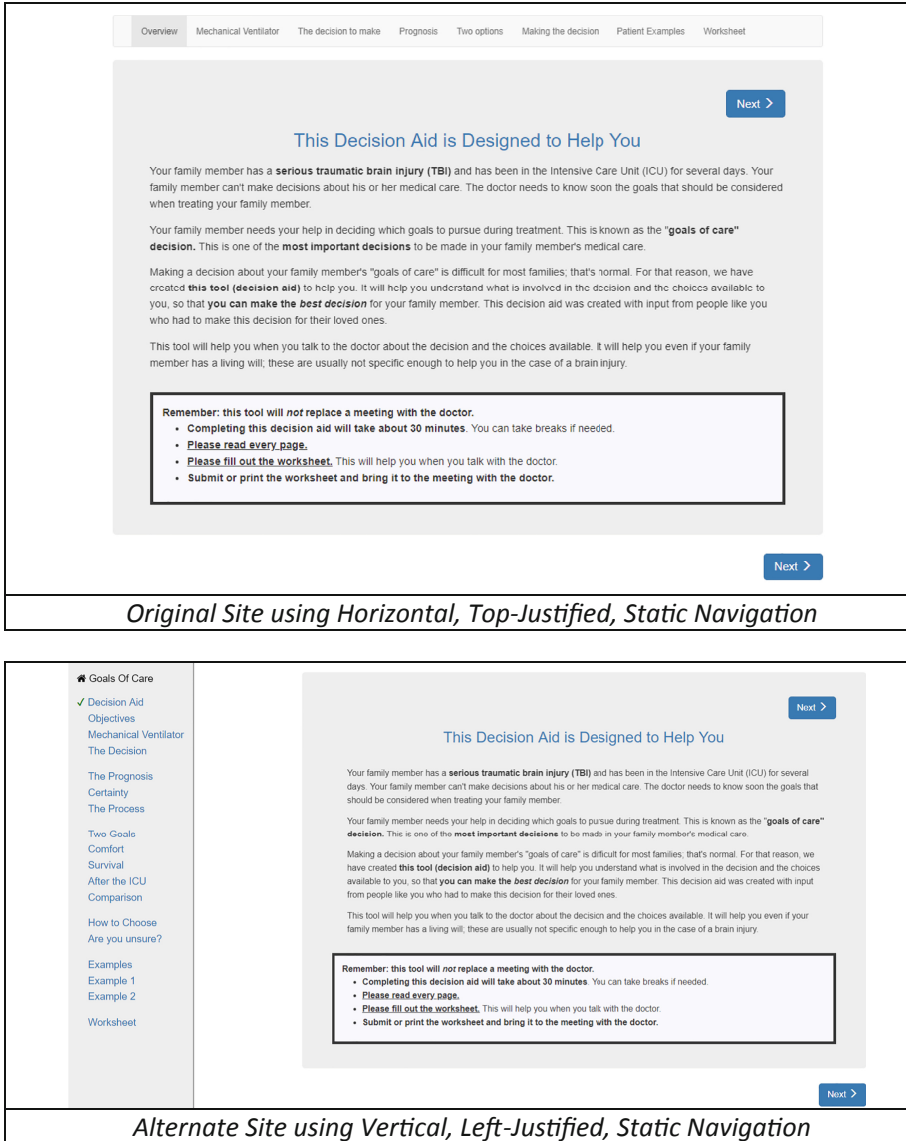 Overview Mechanical Ventilator The decision to make Prognosis Two options Making the decision Patient Examples Worksheet
Next
This Decision Aid is Designed to Help You
Your family member has a serious traumatic brain injury (TBI) and has been in the Intensive Care Unit (ICU) for several days. Your
family member can't make decisions about his or her medical care. The doctor needs to know soon the goals that should be considered
when treating your family member.
Your family member needs your help in deciding which goals to pursue during treatment. This is known as the "goals of care"
decision. This is one of the most important decisions to be made in your family member's medical care.
Making a decision about your family member's "goals of care" is difficult for most families; that's normal. For that reason, we have
created this tool (decision aid) to help you. It will help you understand what is involved in the decision and the choices available to
you, so that you can make the best decision for your family member. This decision aid was created with input from people like you
who had to make this decision for their loved ones.
This tool will help you when you talk to the doctor about the decision and the choices available. It will help you even if your family
member has a living will; these are usually not specific enough to help you in the case of a brain injury.
Remember: this tool will not replace a meeting with the doctor.
• Completing this decision aid will take about 30 minutes. You can take breaks if needed.
• Please read every page.
• Please fill out the worksheet. This will help you when you talk with the doctor.
• Submit or print the worksheet and bring it to the meeting with the doctor.
Next
Original Site using Horizontal, Top-Justified, Static Navigation
Goals Of Care
✓ Decision Aid
Objectives
Mechanical Ventilator
The Decision
The Prognosis
Certainty
The Process
Two Goals
Comfort
Survival
After the ICU
Comparison
How to Choose
Are you unsure?
Examples
Example 1
Example 2
Worksheet
Next
This Decision Aid is Designed to Help You
Your family member has a serious traumatic brain injury (TBI) and has been in the Intensive Care Unit (ICU) for several
days. Your family member can't make decisions about his or her medical care. The doctor needs to know soon the goals that
should be considered when treating your family member.
Your family member needs your help in deciding which goals to pursue during treatment. This is known as the "goals of care"
decision. This is one of the most important decisions to be made in your family member's medical care.
Making a decision about your family member's "goals of care" is difficult for most families; that's normal. For that reason, we
have created this tool (decision aid) to help you. It will help you understand what is involved in the decision and the choices
available to you, so that you can make the best decision for your family member. This decision aid was created with input
from people like you who had to make this decision for their loved ones.
This tool will help you when you talk to the doctor about the decision and the choices available. It will help you even if your
family member has a living will; these are usually not specific enough to help you in the case of a brain injury.
Remember: this tool will not replace a meeting with the doctor.
• Completing this decision aid will take about 30 minutes. You can take breaks if needed.
• Please read every page.
• Please fill out the worksheet. This will help you when you talk with the doctor.
• Submit or print the worksheet and bring it to the meeting with the doctor.
Next
Alternate Site using Vertical, Left-Justified, Static Navigation